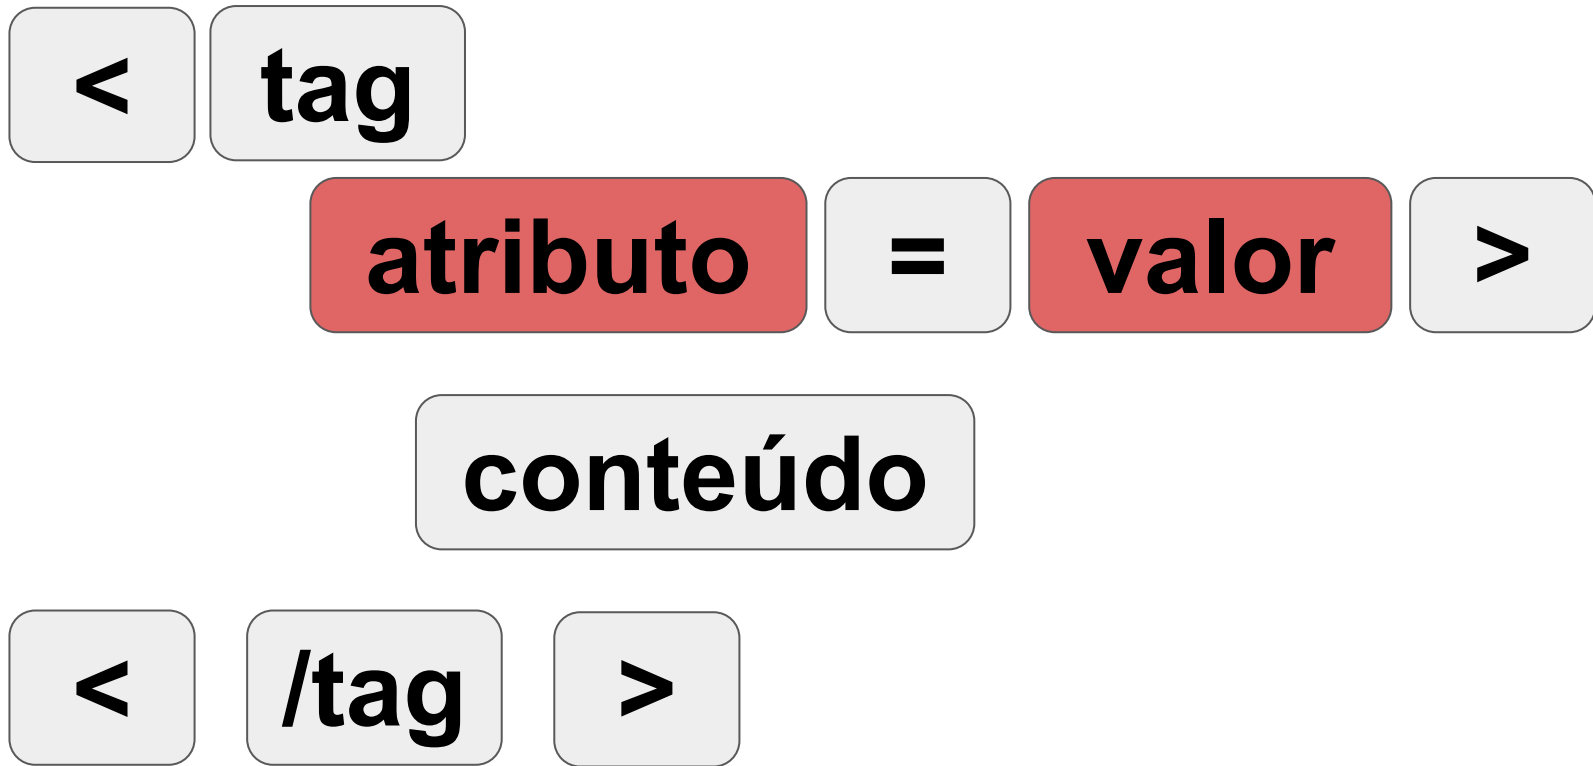 < tag
atributo = valor >
conteúdo
< /tag >